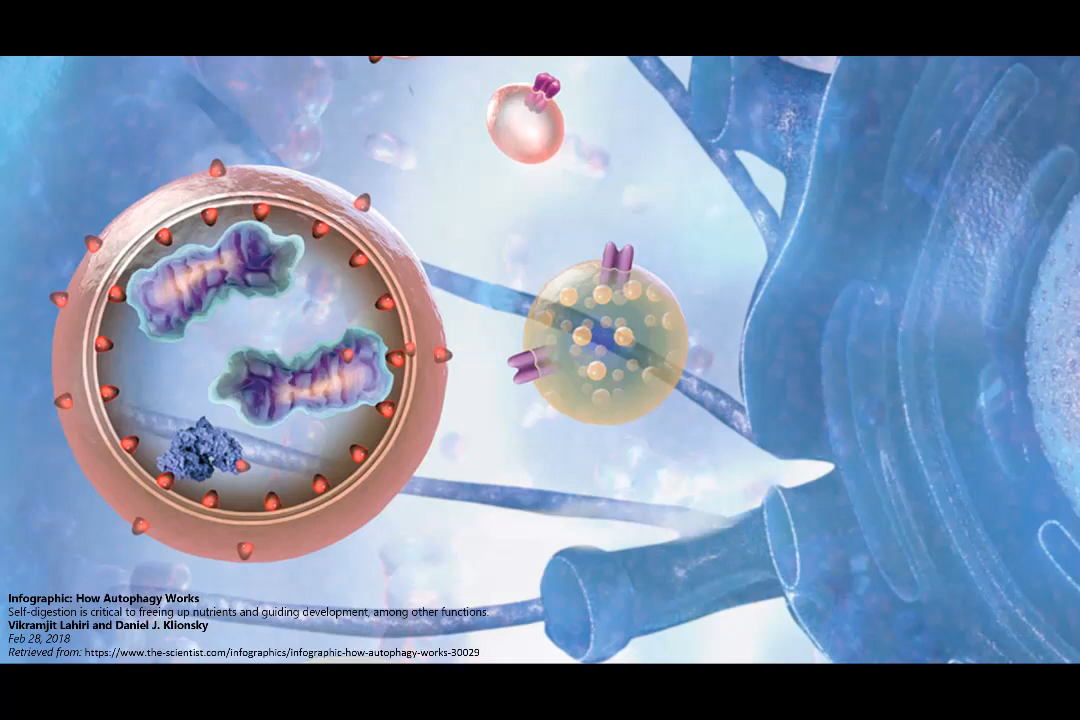 Infographic: How Autophagy Works
Self-digestion is critical to freeing up nutrients and guiding development, among other functions.
Vikramjit Lahiri and Daniel J. Klionsky
Feb 28, 2018
Retrieved from: https://www.the-scientist.com/infographics/infographic-how-autophagy-works-30029